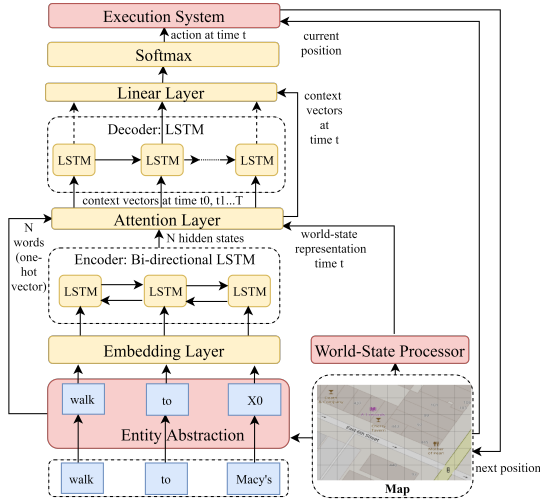 Execution System
action at time t
current
position
Softmax
Linear Layer
context
vectors
at
time t
Decoder: LSTM
LSTM
LSTM
LSTM
context vectors at time t0, t1...T
Attention Layer
N
words
(one-
hot
vector)
N hidden states
world-state
representation
time t
Encoder: Bi-directional LSTM
LSTM
LSTM
LSTM
Embedding Layer
World-State Processor
walk
to
X0
Entity Abstraction
East 6th Street
walk
to
Macy's
Map
next position